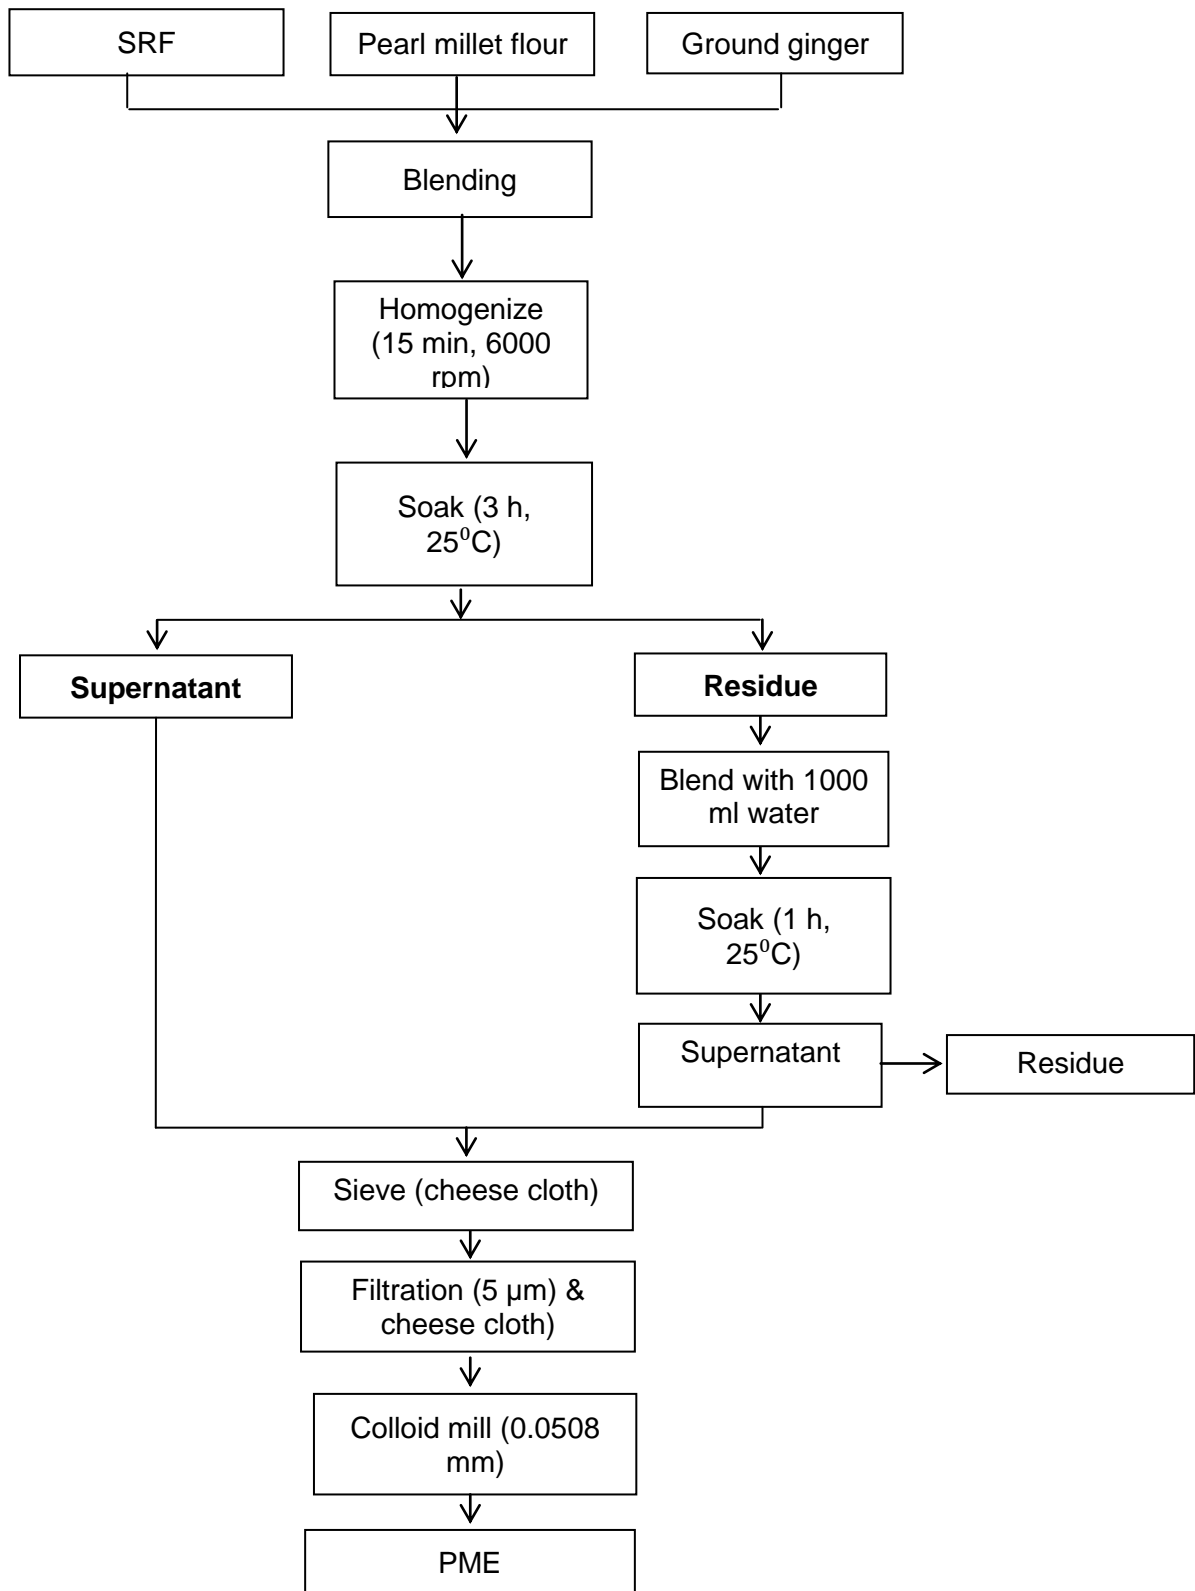 SRF
Pearl millet flour
Ground ginger
Blending
Homogenize
(15 min, 6000
rpm)
Soak (3 h,
25⁰C)
Supernatant
Residue
Blend with 1000
ml water
Soak (1 h,
25⁰C)
Supernatant
Residue
Sieve (cheese cloth)
Filtration (5 µm) &
cheese cloth)
Colloid mill (0.0508
mm)
PME